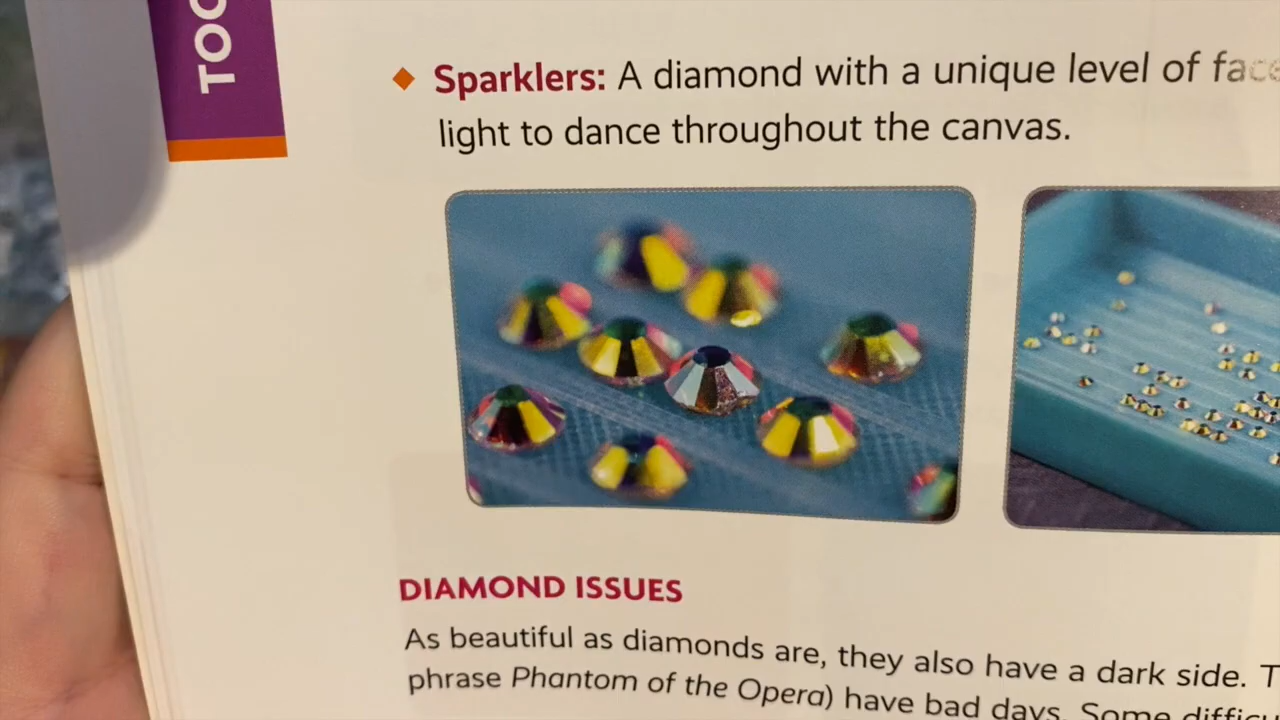 TOO
◆ Sparklers: A diamond with a unique level of face
light to dance throughout the canvas.
DIAMOND ISSUES
As beautiful as diamonds are, they also have a dark side. T
phrase Phantom of the Opera) have bad days. Some difficu